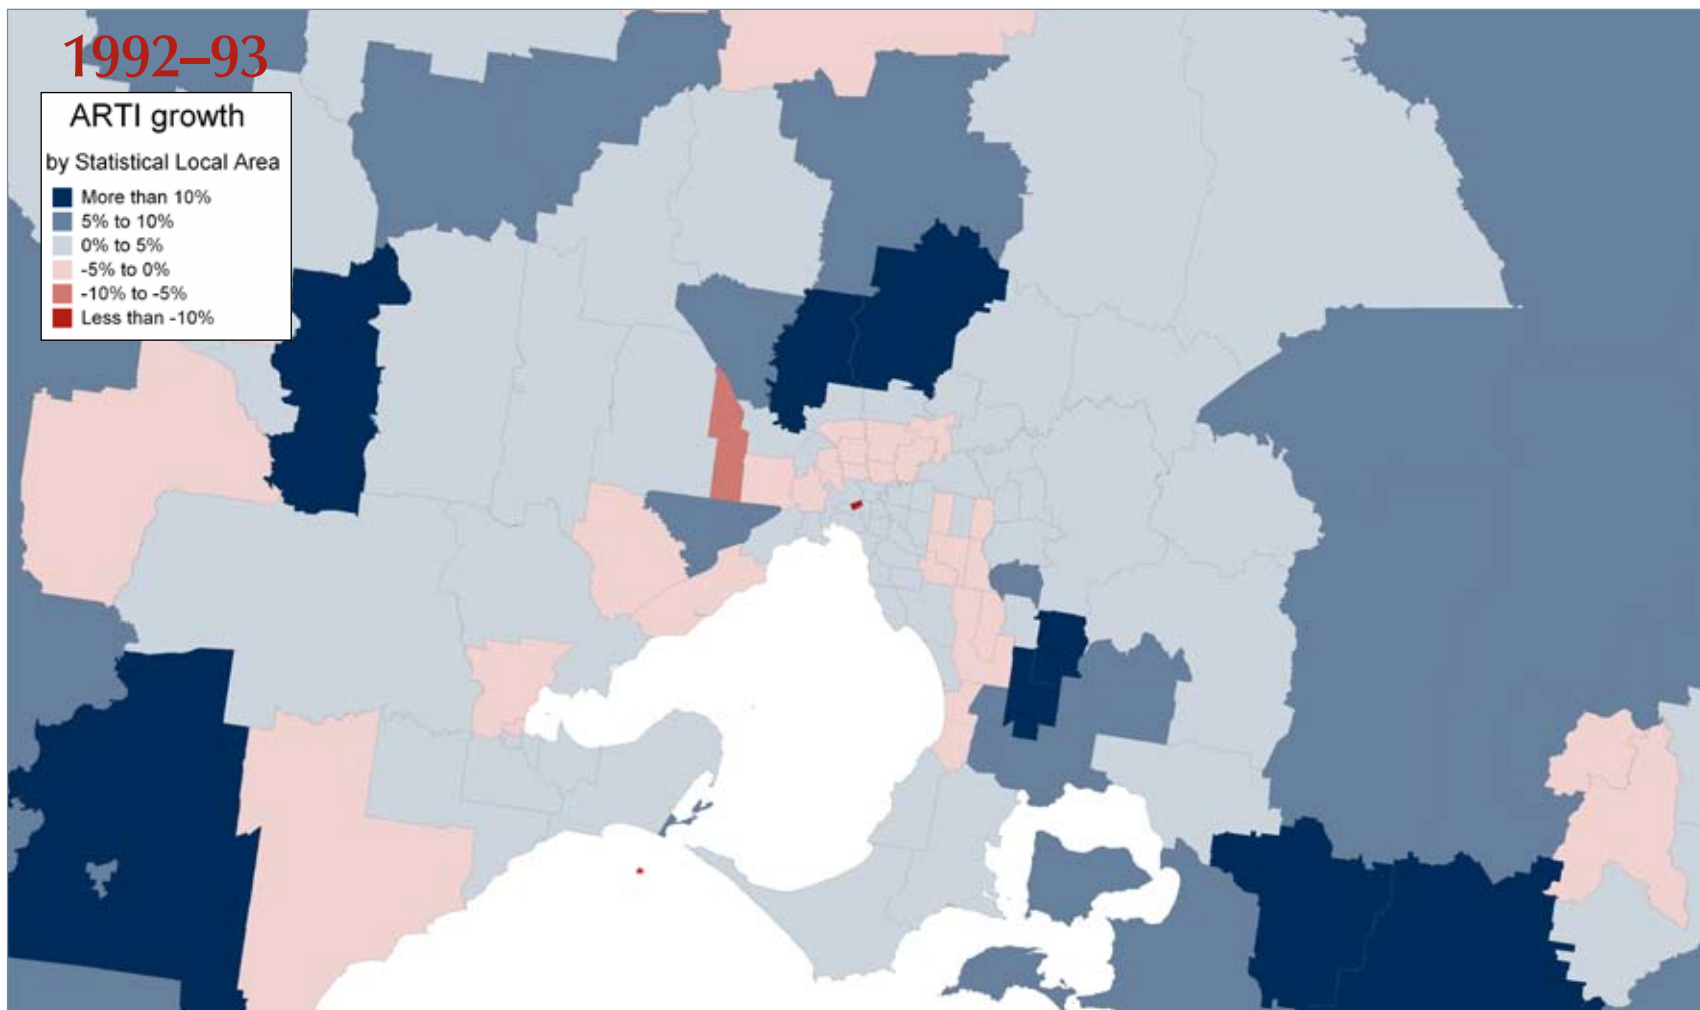 1992–93
ARTI growth
by Statistical Local Area
More than 10%
5% to 10%
0% to 5%
-5% to 0%
-10% to -5%
Less than -10%